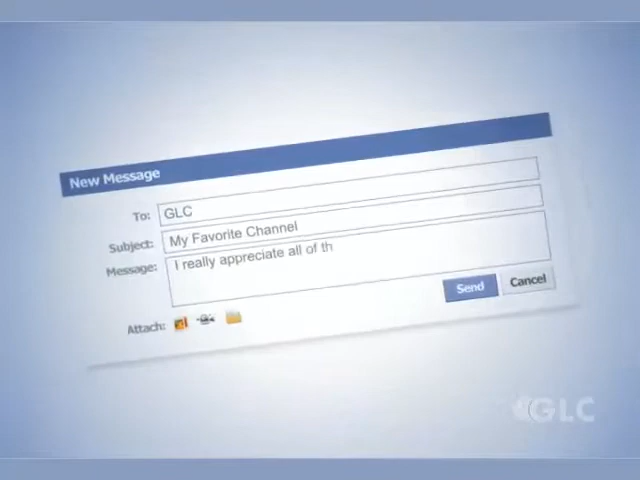 New Message
To: GLC
Subject: My Favorite Channel
Message: I really appreciate all of th
Send Cancel
Attach:
GLC